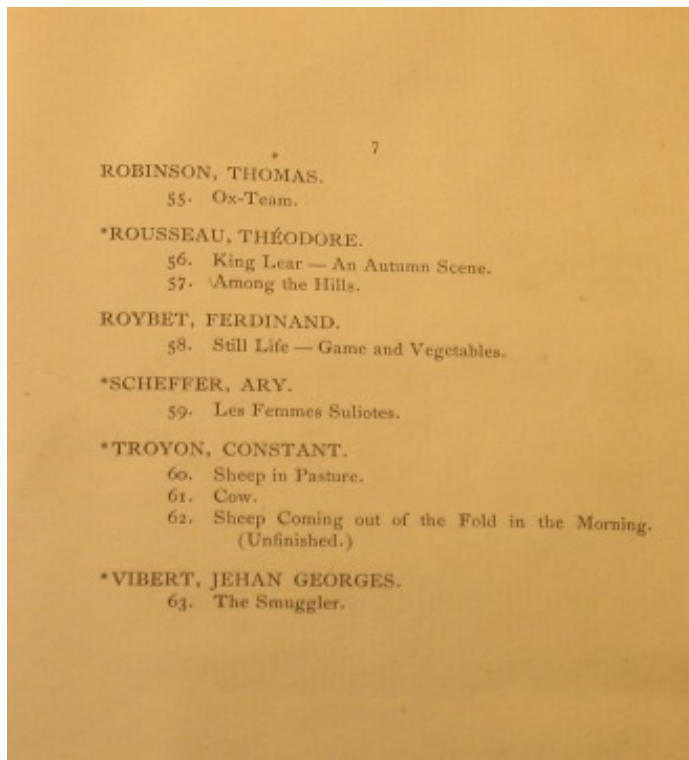 7
ROBINSON, THOMAS.
55. Ox-Team.
*ROUSSEAU, THÉODORE.
56. King Lear — An Autumn Scene.
57. Among the Hills.
ROYBET, FERDINAND.
58. Still Life — Game and Vegetables.
*SCHEFFER, ARY.
59. Les Femmes Suliotes.
*TROYON, CONSTANT.
60. Sheep in Pasture.
61. Cow.
62. Sheep Coming out of the Fold in the Morning.
(Unfinished.)
*VIBERT, JEHAN GEORGES.
63. The Smuggler.